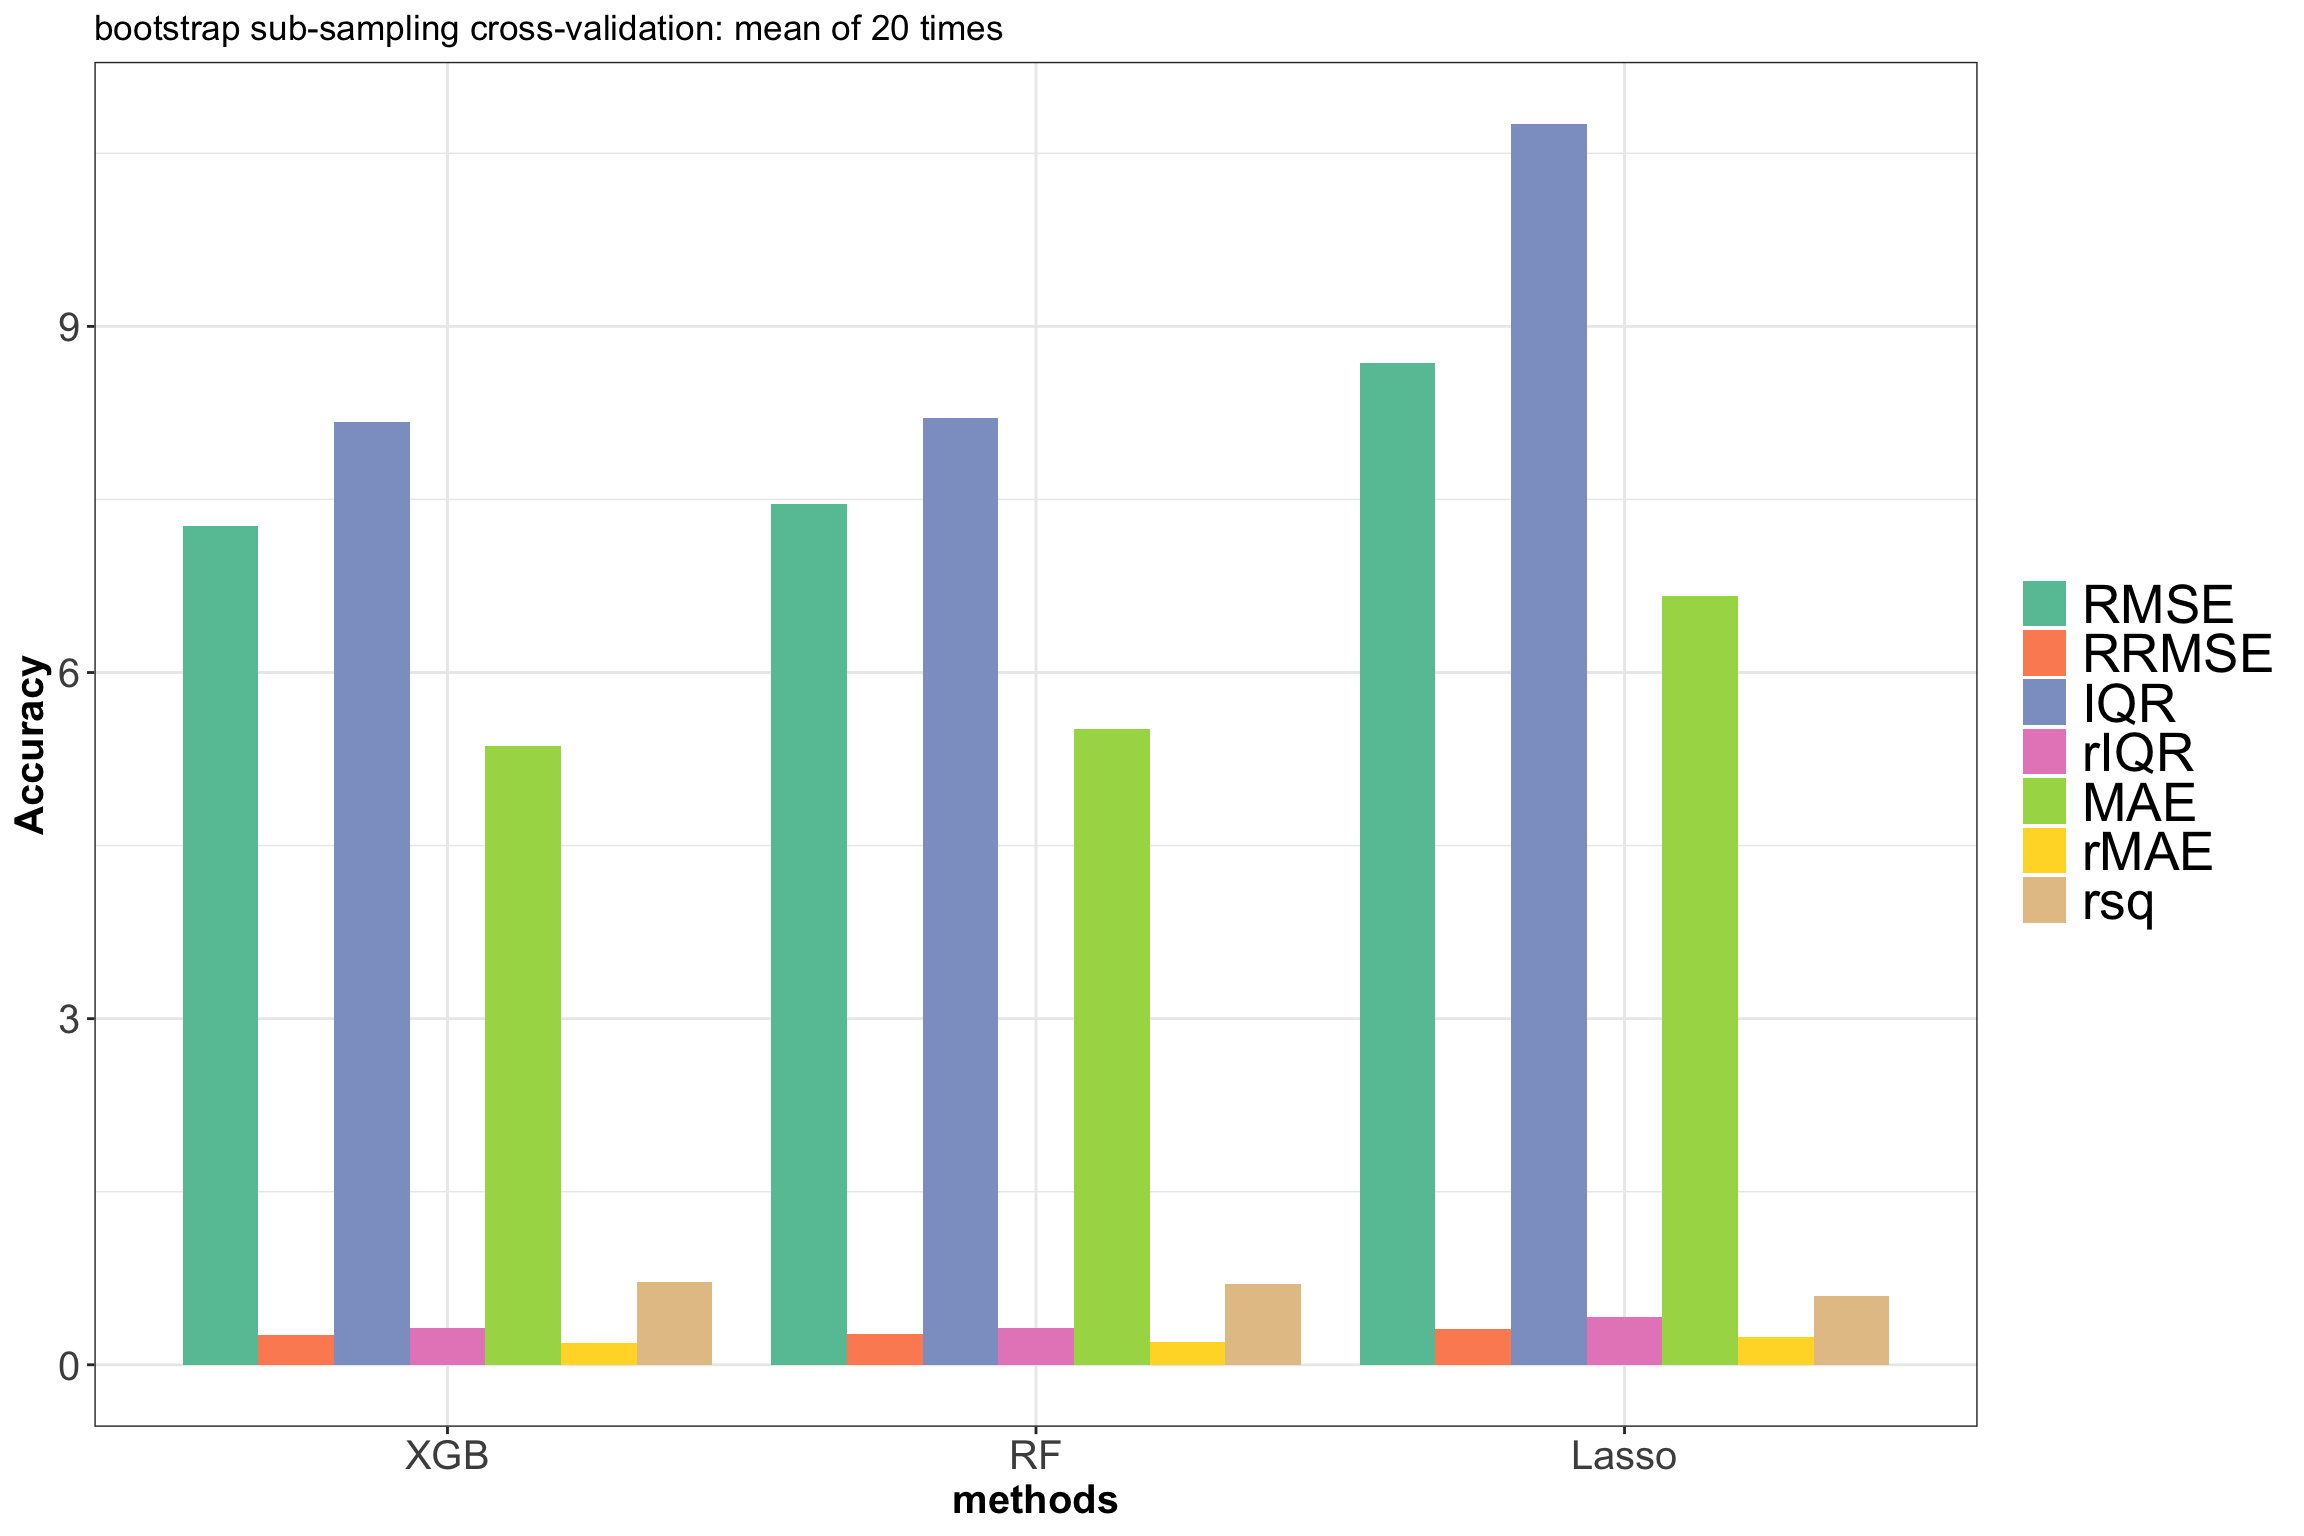 bootstrap sub-sampling cross-validation: mean of 20 times
Accuracy
9
6
3
0
XGB
RF
Lasso
methods
RMSE
RRMSE
IQR
rIQR
MAE
rMAE
rsq